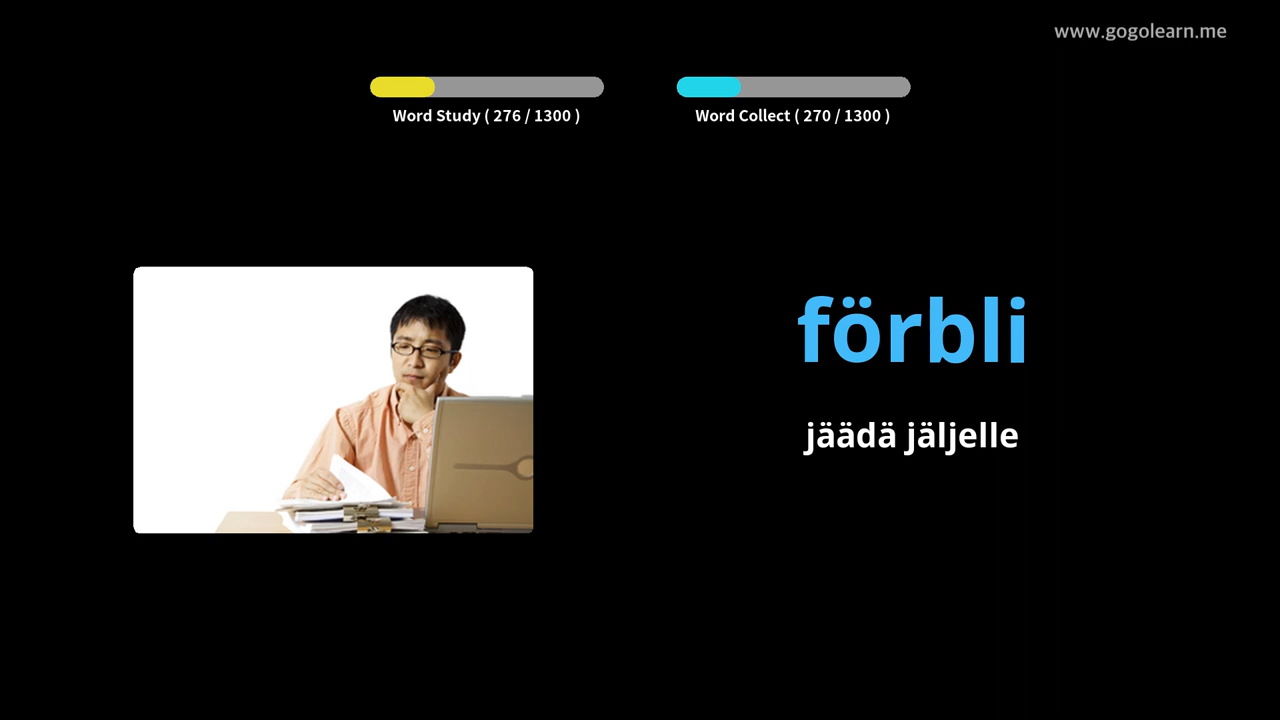 www.gogolearn.me
Word Study ( 276 / 1300 )
Word Collect ( 270 / 1300 )
förbli
jäädä jäljelle